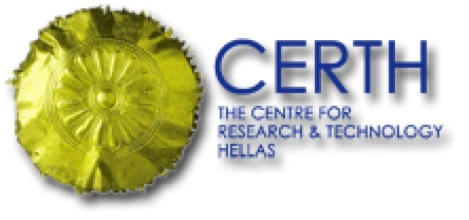 CERTH
THE CENTRE FOR
RESEARCH & TECHNOLOGY
HELLAS